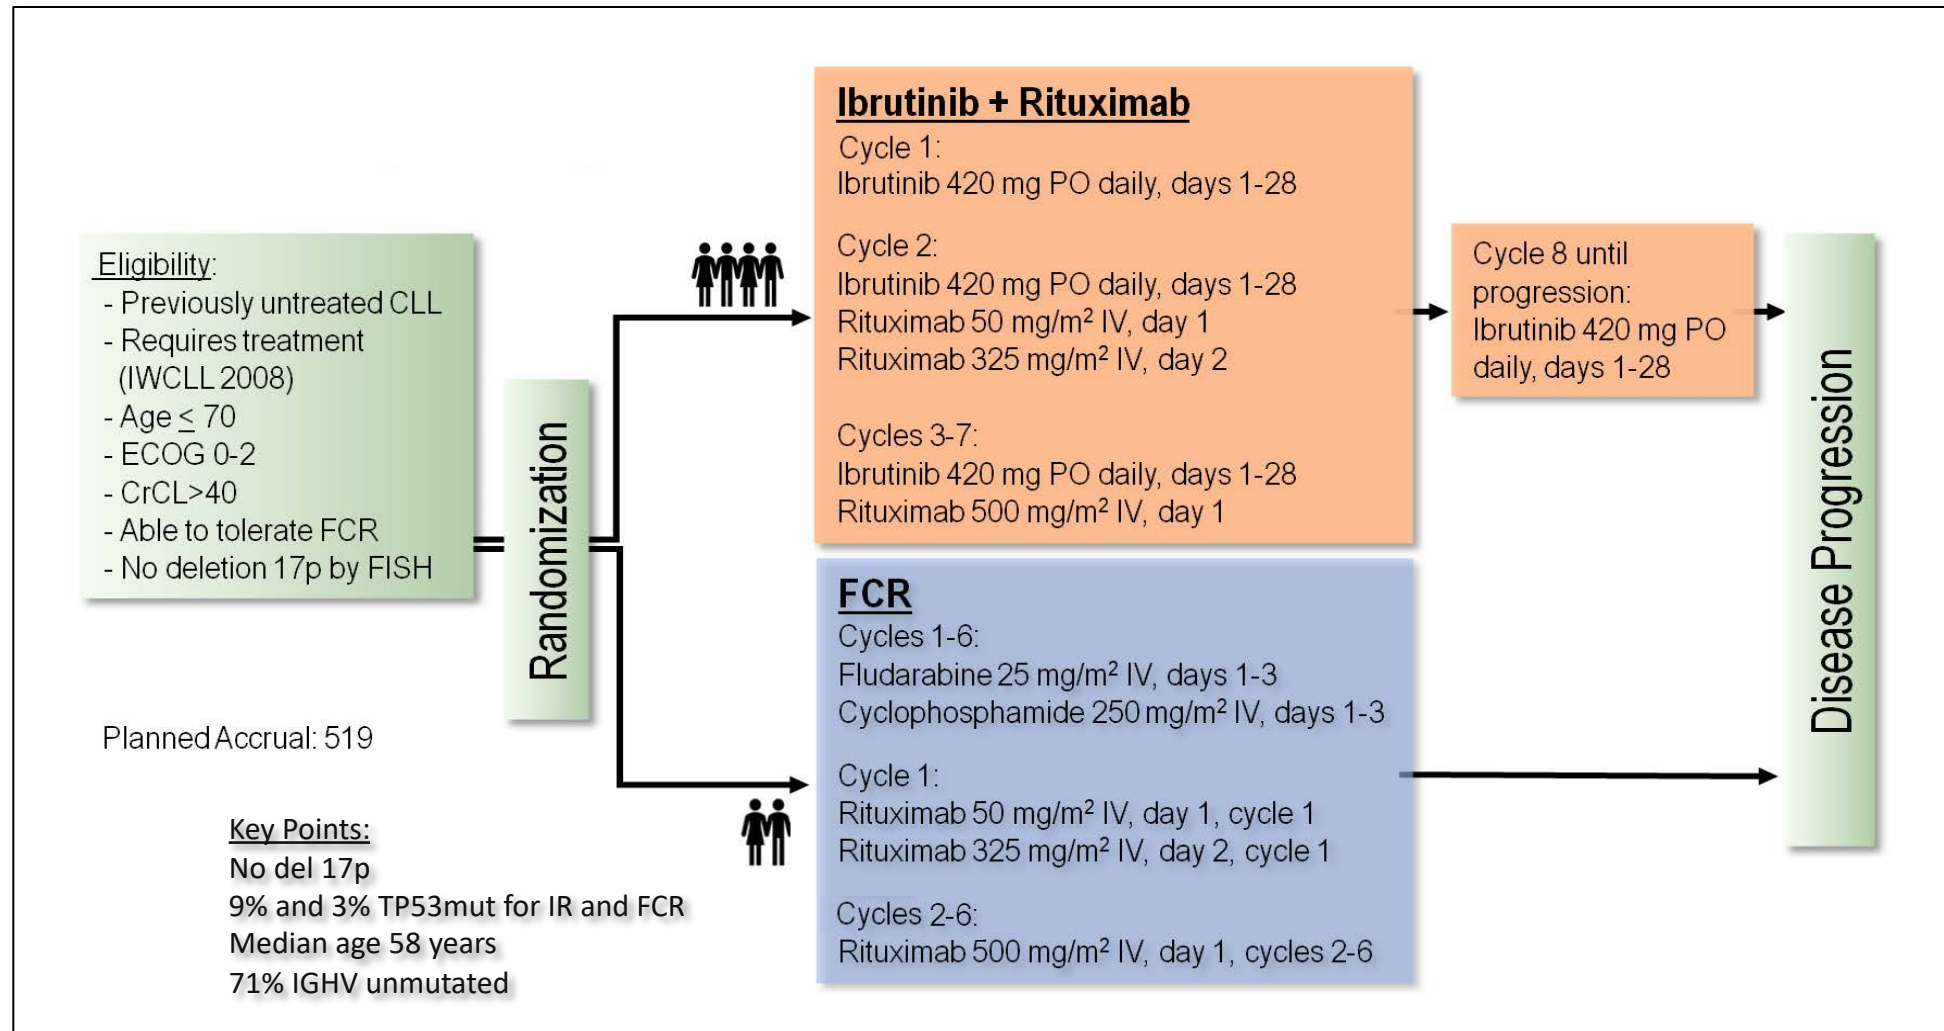 Eligibility:
- Previously untreated CLL
- Requires treatment
(IWCLL 2008)
- Age ≤ 70
- ECOG 0-2
- CrCL>40
- Able to tolerate FCR
- No deletion 17p by FISH
Planned Accrual: 519
Key Points:
No del 17p
9% and 3% TP53mut for IR and FCR
Median age 58 years
71% IGHV unmutated
Randomization
Ibrutinib + Rituximab
Cycle 1:
Ibrutinib 420 mg PO daily, days 1-28
Cycle 2:
Ibrutinib 420 mg PO daily, days 1-28
Rituximab 50 mg/m² IV, day 1
Rituximab 325 mg/m² IV, day 2
Cycles 3-7:
Ibrutinib 420 mg PO daily, days 1-28
Rituximab 500 mg/m² IV, day 1
Cycle 8 until
progression:
Ibrutinib 420 mg PO
daily, days 1-28
FCR
Cycles 1-6:
Fludarabine 25 mg/m² IV, days 1-3
Cyclophosphamide 250 mg/m² IV, days 1-3
Cycle 1:
Rituximab 50 mg/m² IV, day 1, cycle 1
Rituximab 325 mg/m² IV, day 2, cycle 1
Cycles 2-6:
Rituximab 500 mg/m² IV, day 1, cycles 2-6
Disease Progression